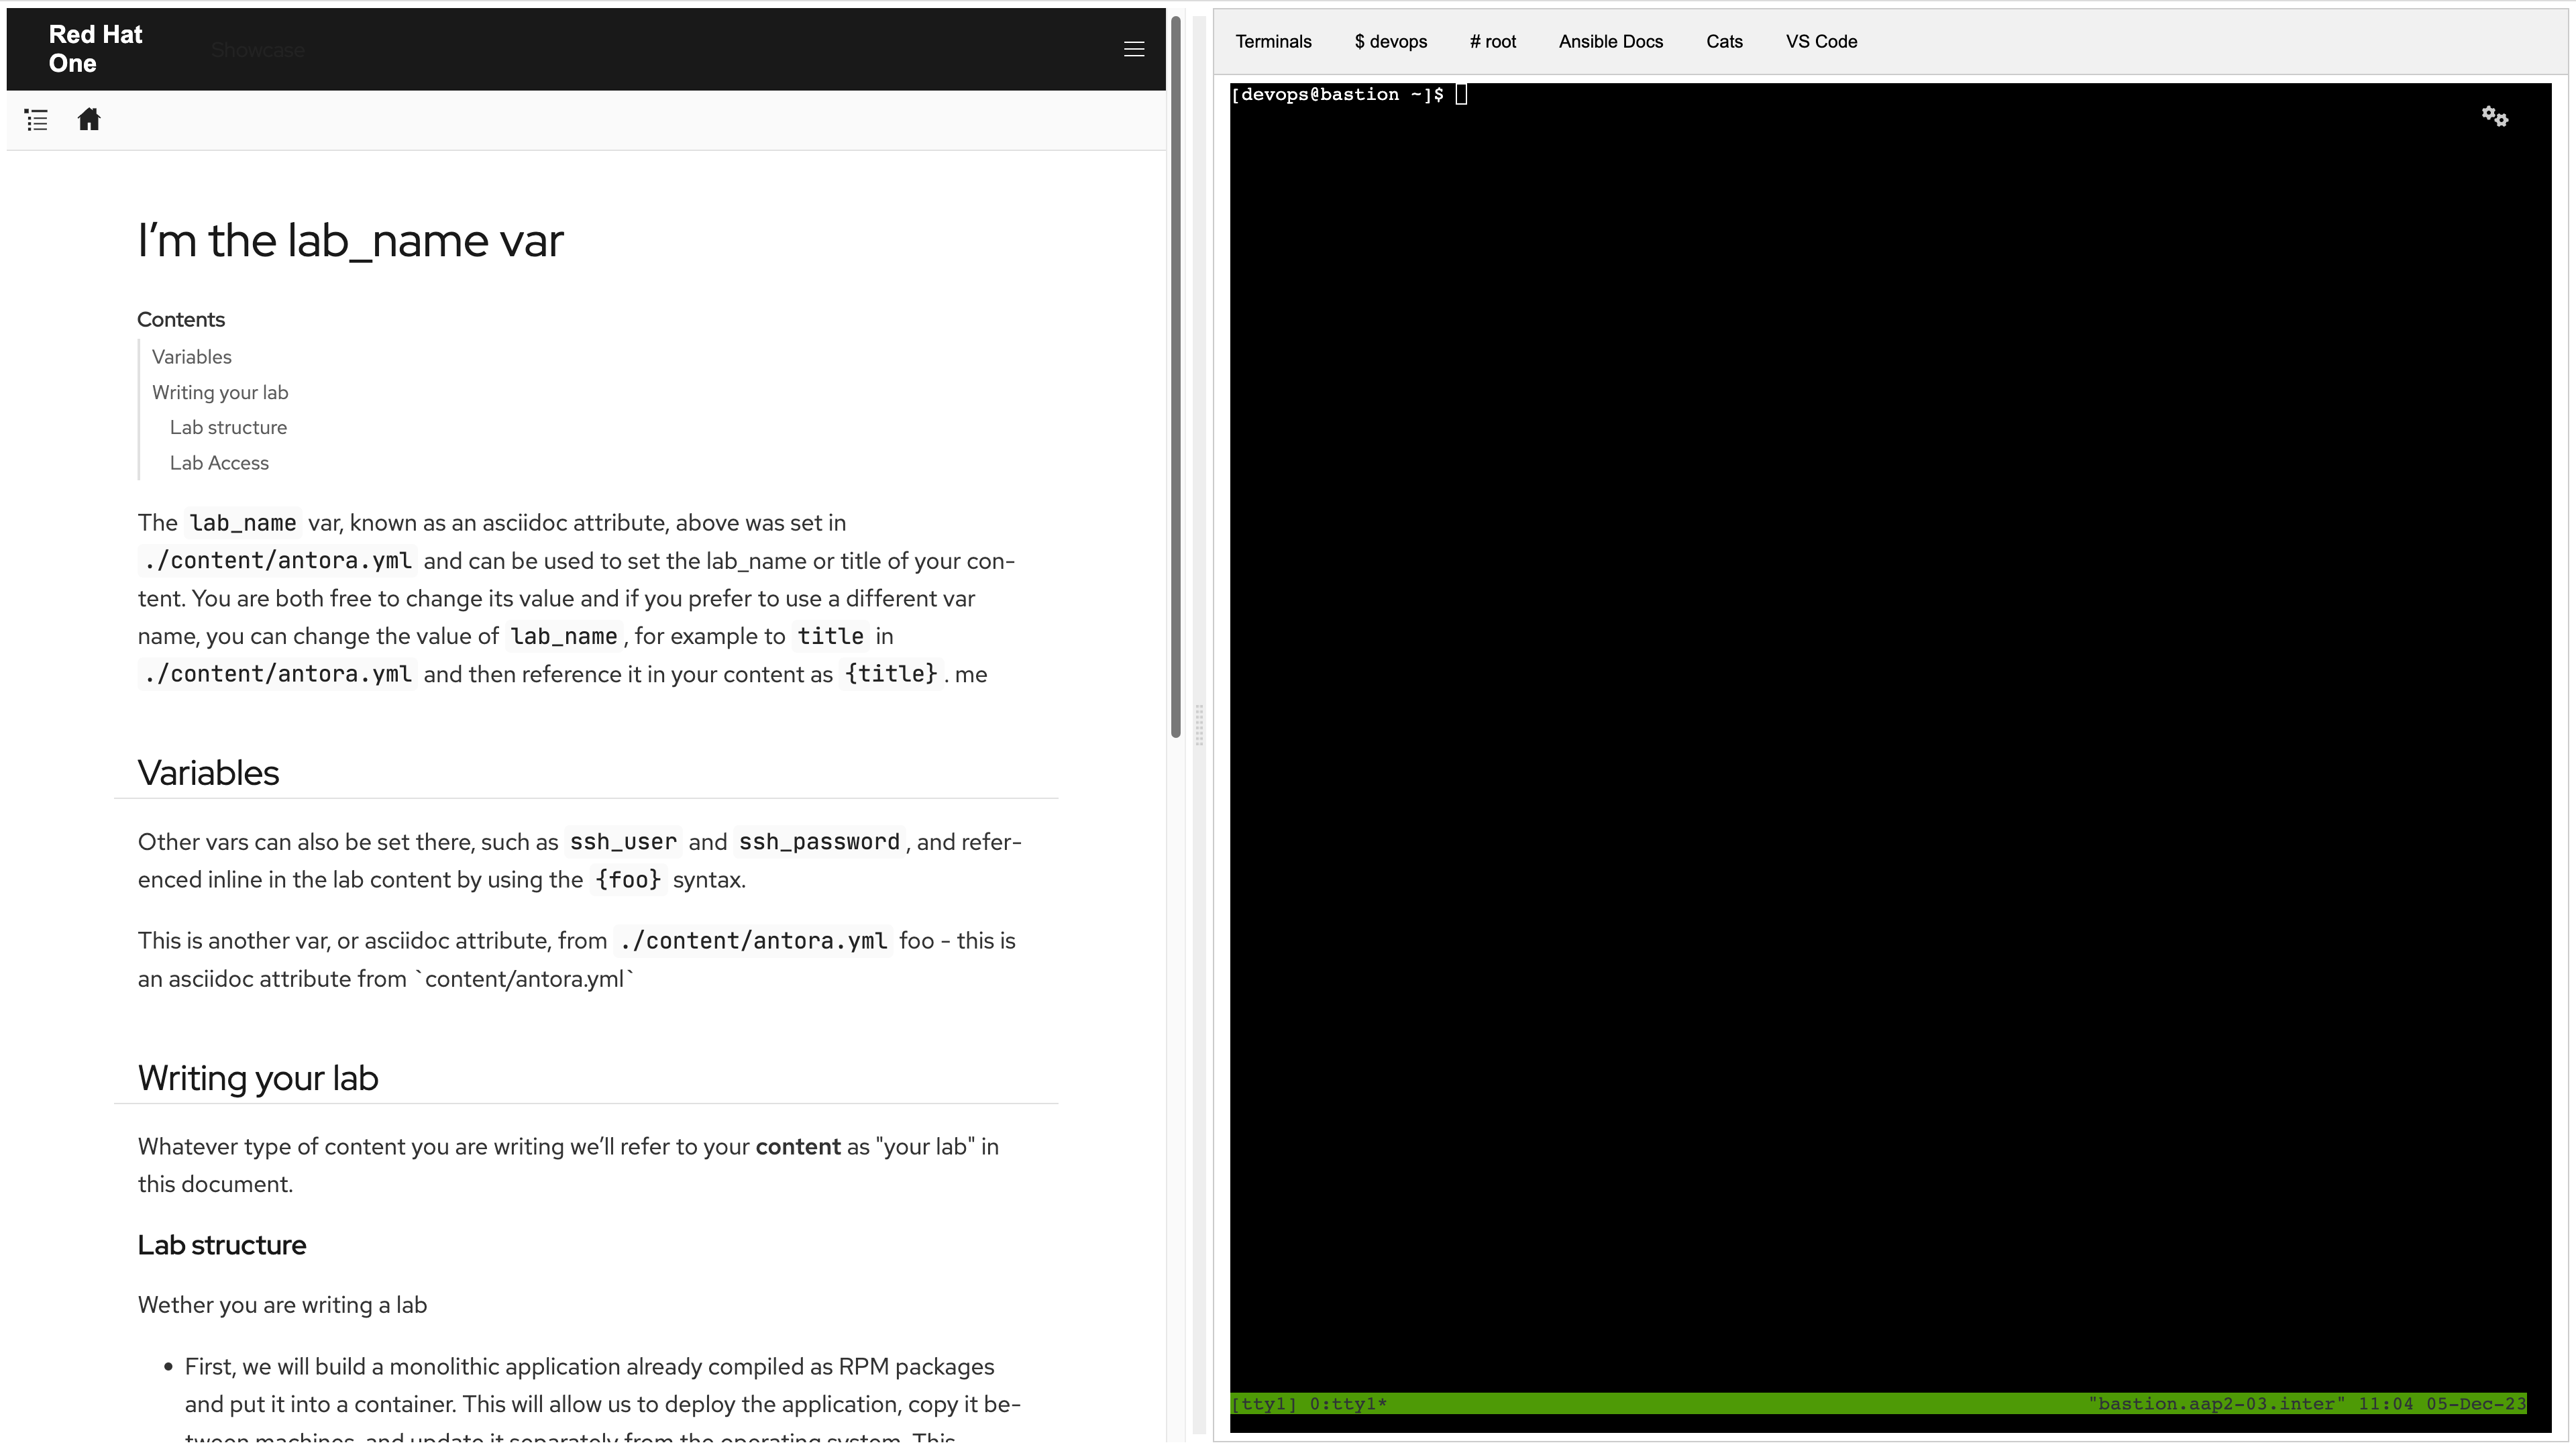 Red Hat
One
Showcase
I’m the lab_name var
Contents
Variables
Writing your lab
Lab structure
Lab Access
The lab_name var, known as an asciidoc attribute, above was set in
./content/antora.yml and can be used to set the lab_name or title of your con-
tent. You are both free to change its value and if you prefer to use a different var
name, you can change the value of lab_name, for example to title in
./content/antora.yml and then reference it in your content as {title}. me
Variables
Other vars can also be set there, such as ssh_user and ssh_password, and refer-
enced inline in the lab content by using the {foo} syntax.
This is another var, or asciidoc attribute, from ./content/antora.yml foo - this is
an asciidoc attribute from `content/antora.yml`
Writing your lab
Whatever type of content you are writing we’ll refer to your content as "your lab" in
this document.
Lab structure
Wether you are writing a lab
• First, we will build a monolithic application already compiled as RPM packages
and put it into a container. This will allow us to deploy the application, copy it be-
tween machines, and update it separately from the operating system. This
Terminals $ devops # root Ansible Docs Cats VS Code
[devops@bastion ~]$
[tty1] 0:tty1* "bastion.aap2-03.inter" 11:04 05-Dec-23